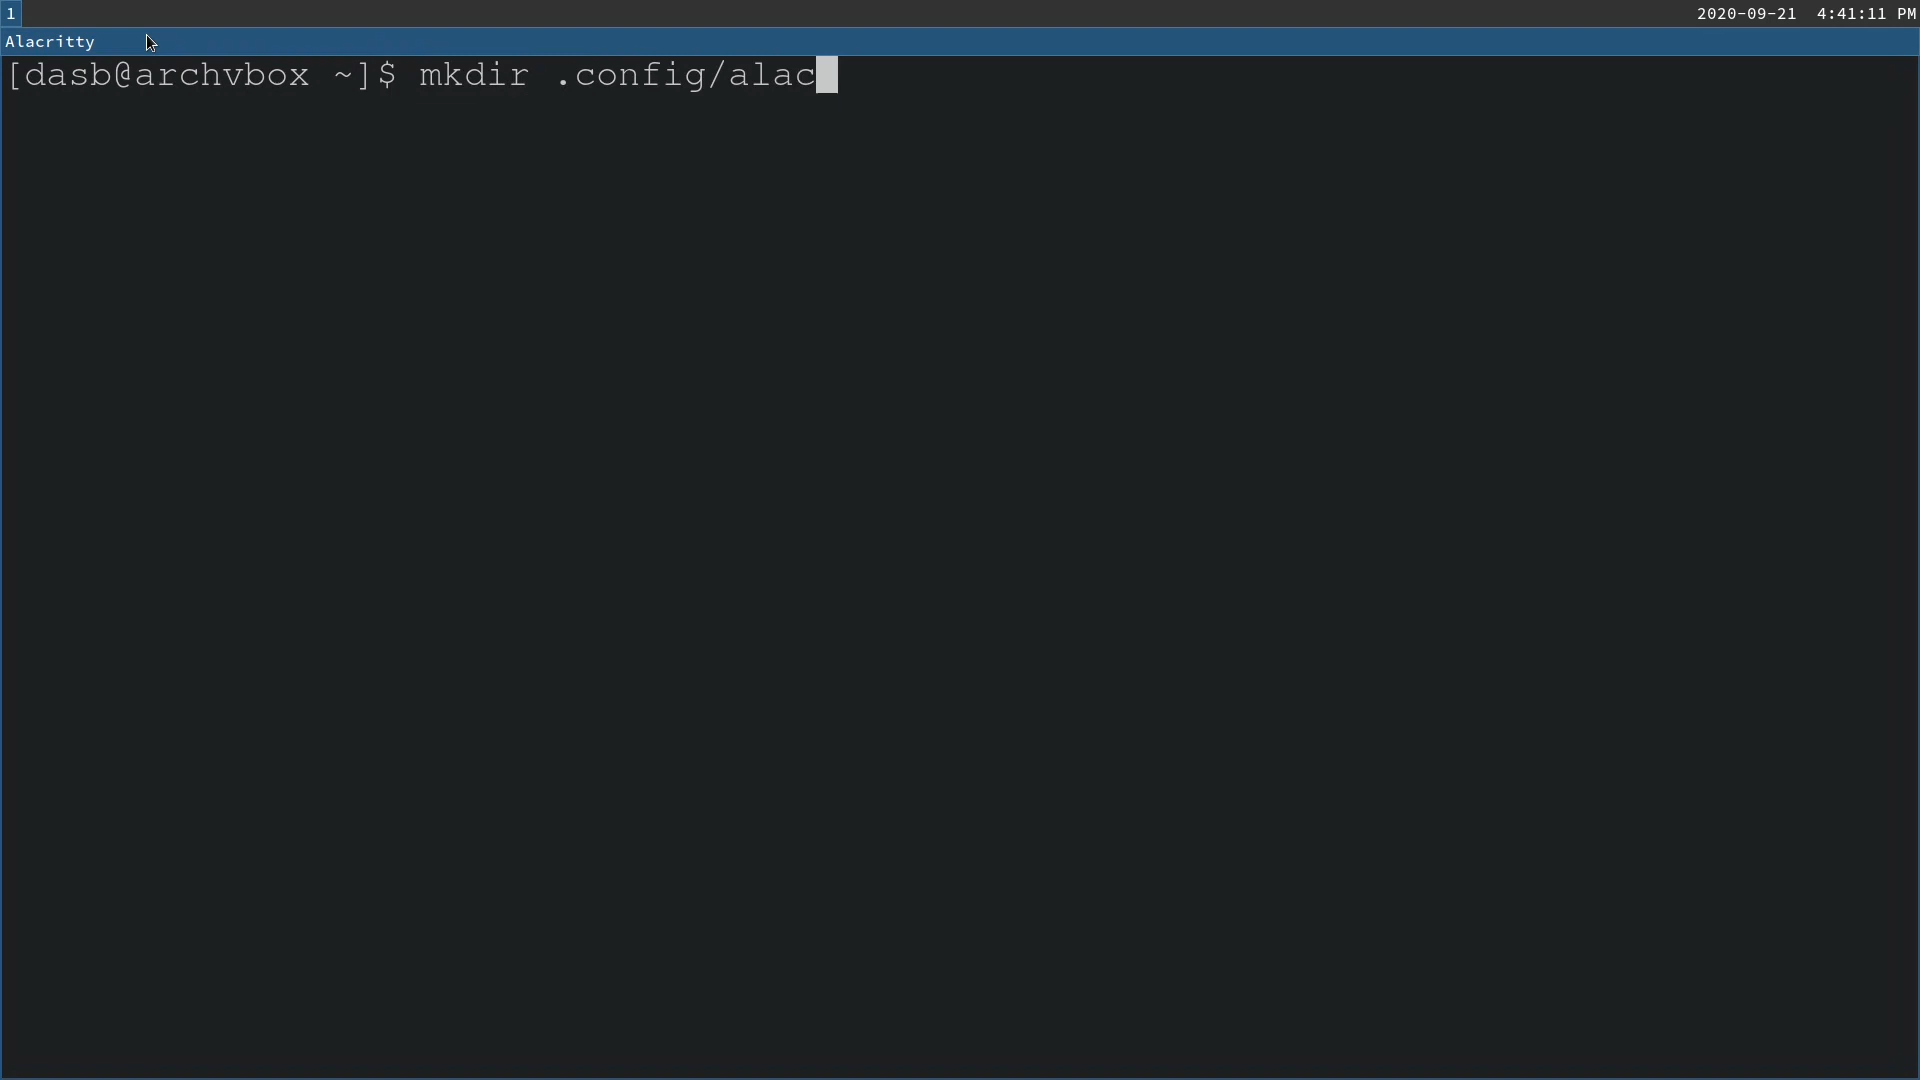 1
2020-09-21 4:41:11 PM
Alacritty
[dasb@archvbox ~]$ mkdir .config/alac